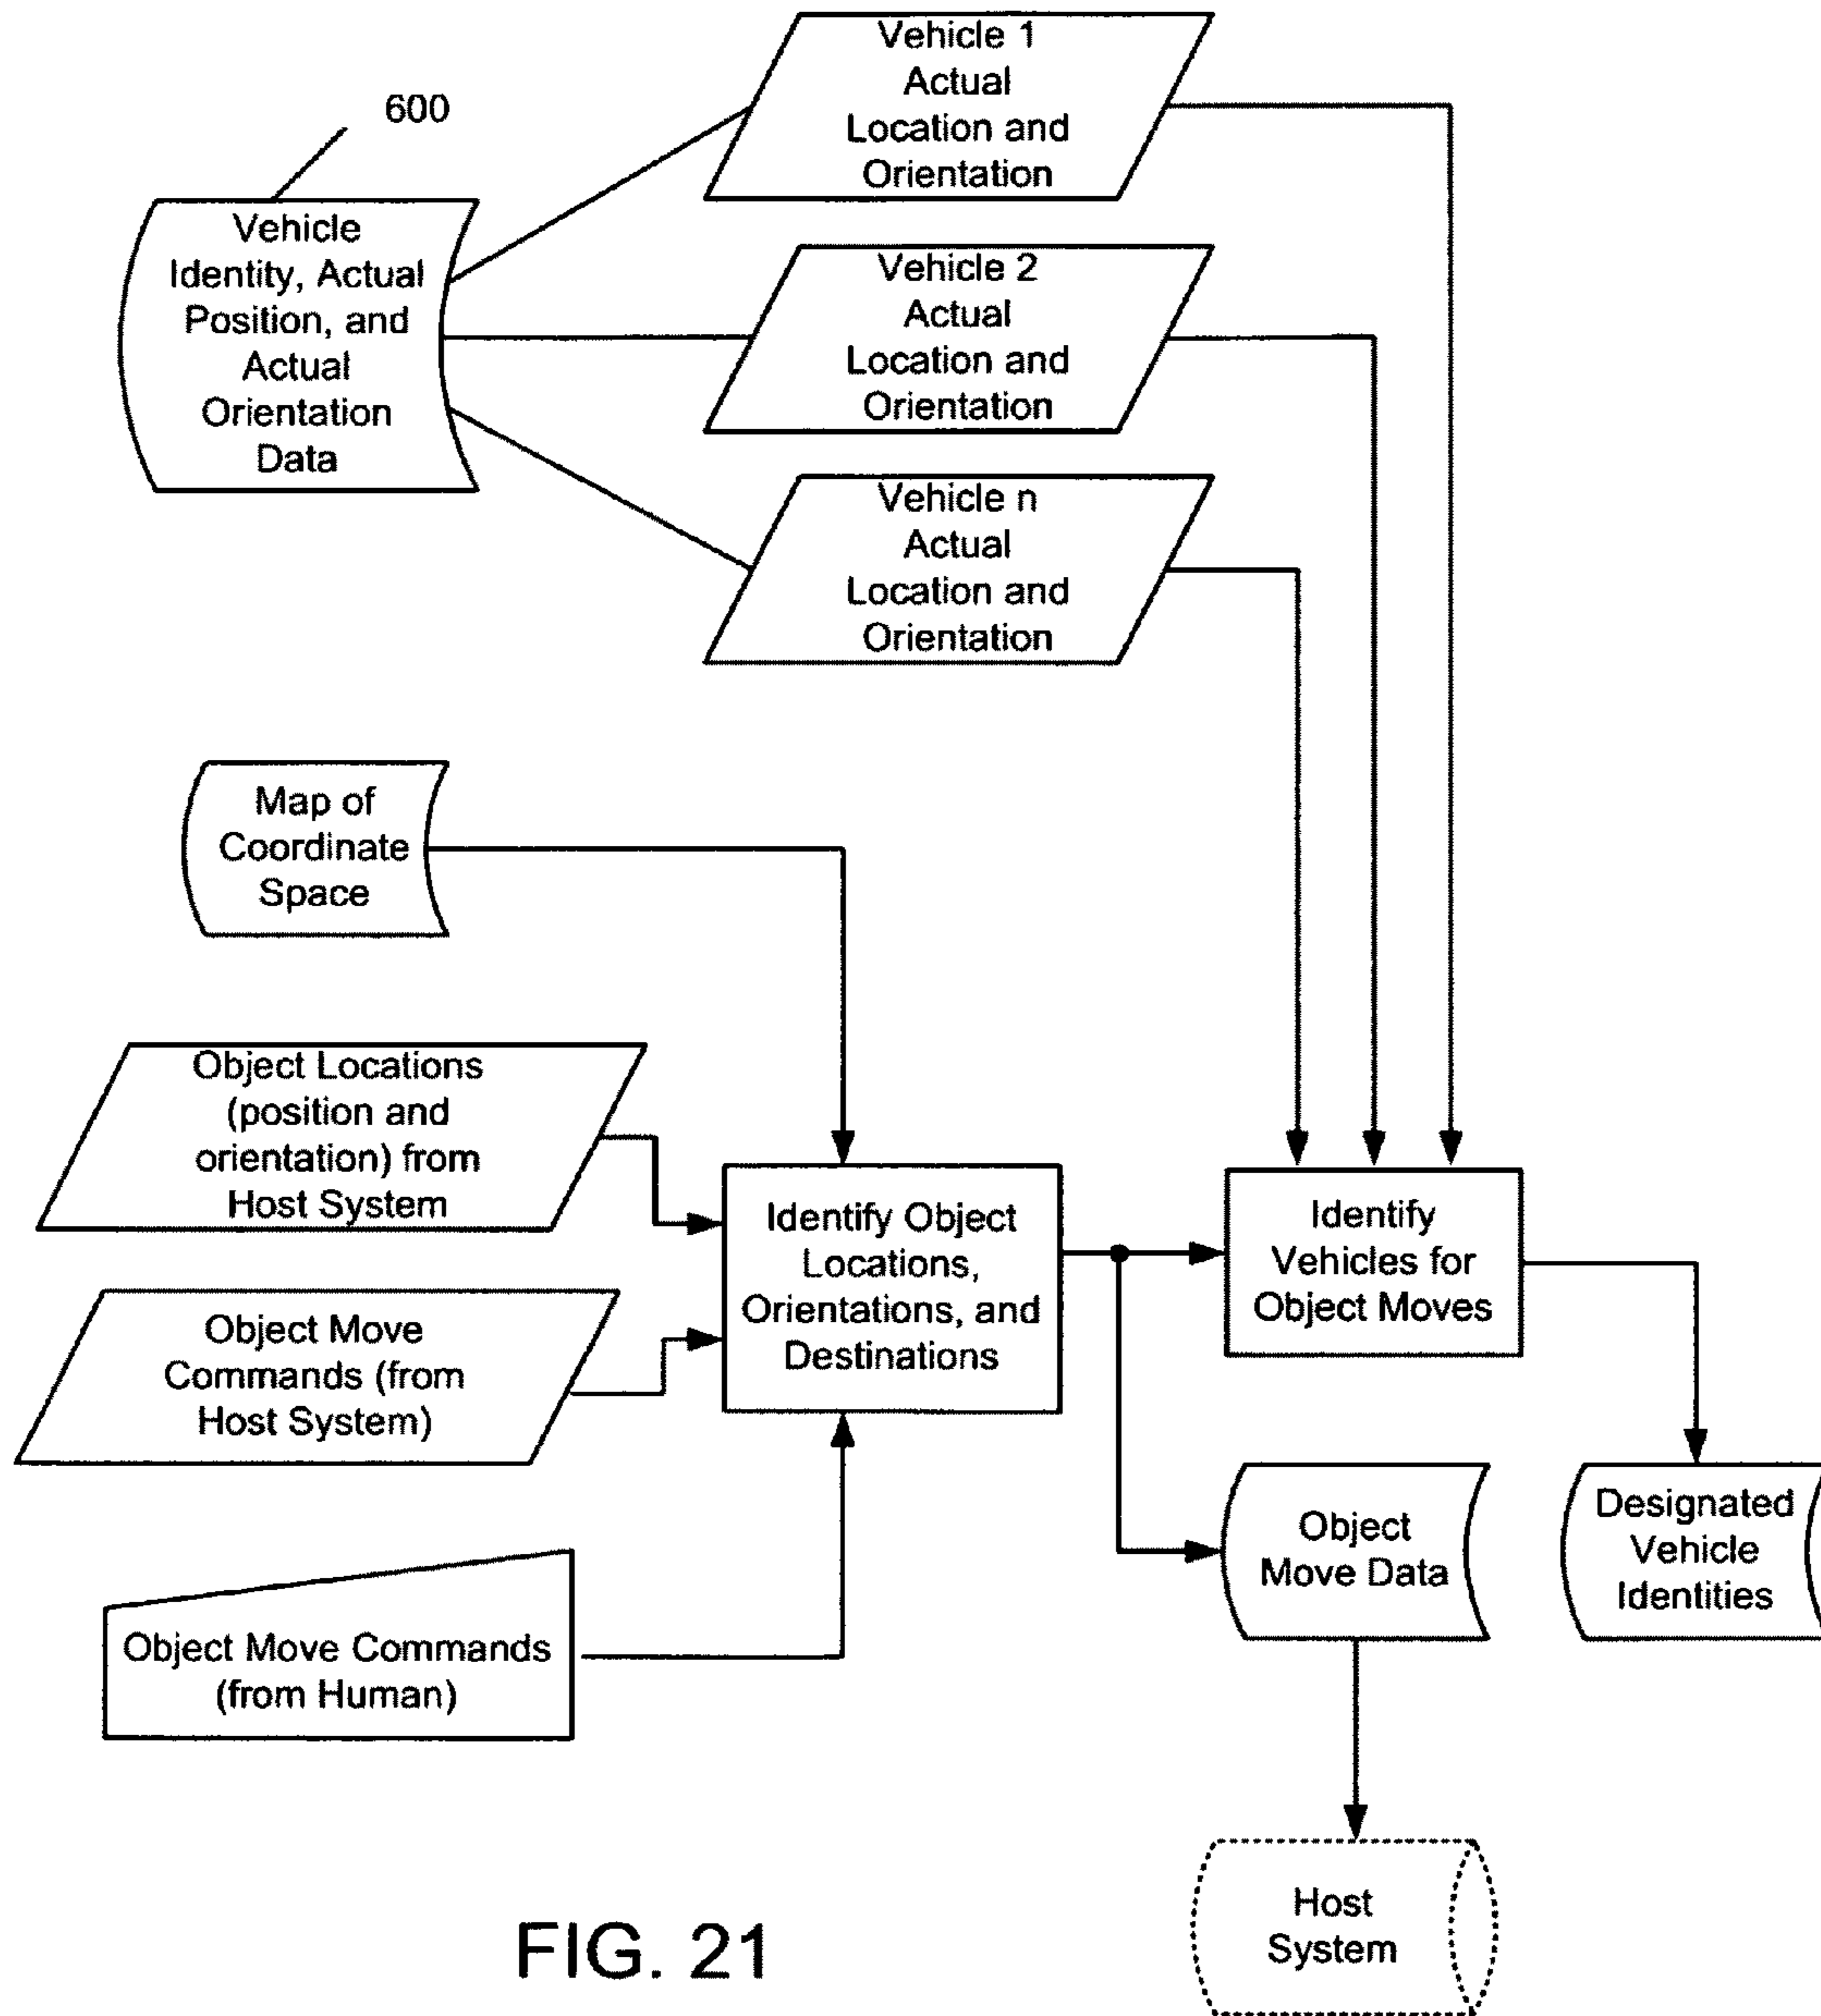 600
Vehicle
Identity, Actual
Position, and
Actual
Orientation
Data
Vehicle 1
Actual
Location and
Orientation
Vehicle 2
Actual
Location and
Orientation
Vehicle n
Actual
Location and
Orientation
Map of
Coordinate
Space
Object Locations
(position and
orientation) from
Host System
Object Move
Commands (from
Host System)
Object Move Commands
(from Human)
Identify Object
Locations,
Orientations, and
Destinations
Identify
Vehicles for
Object Moves
Object
Move Data
Designated
Vehicle
Identities
Host
System
FIG. 21